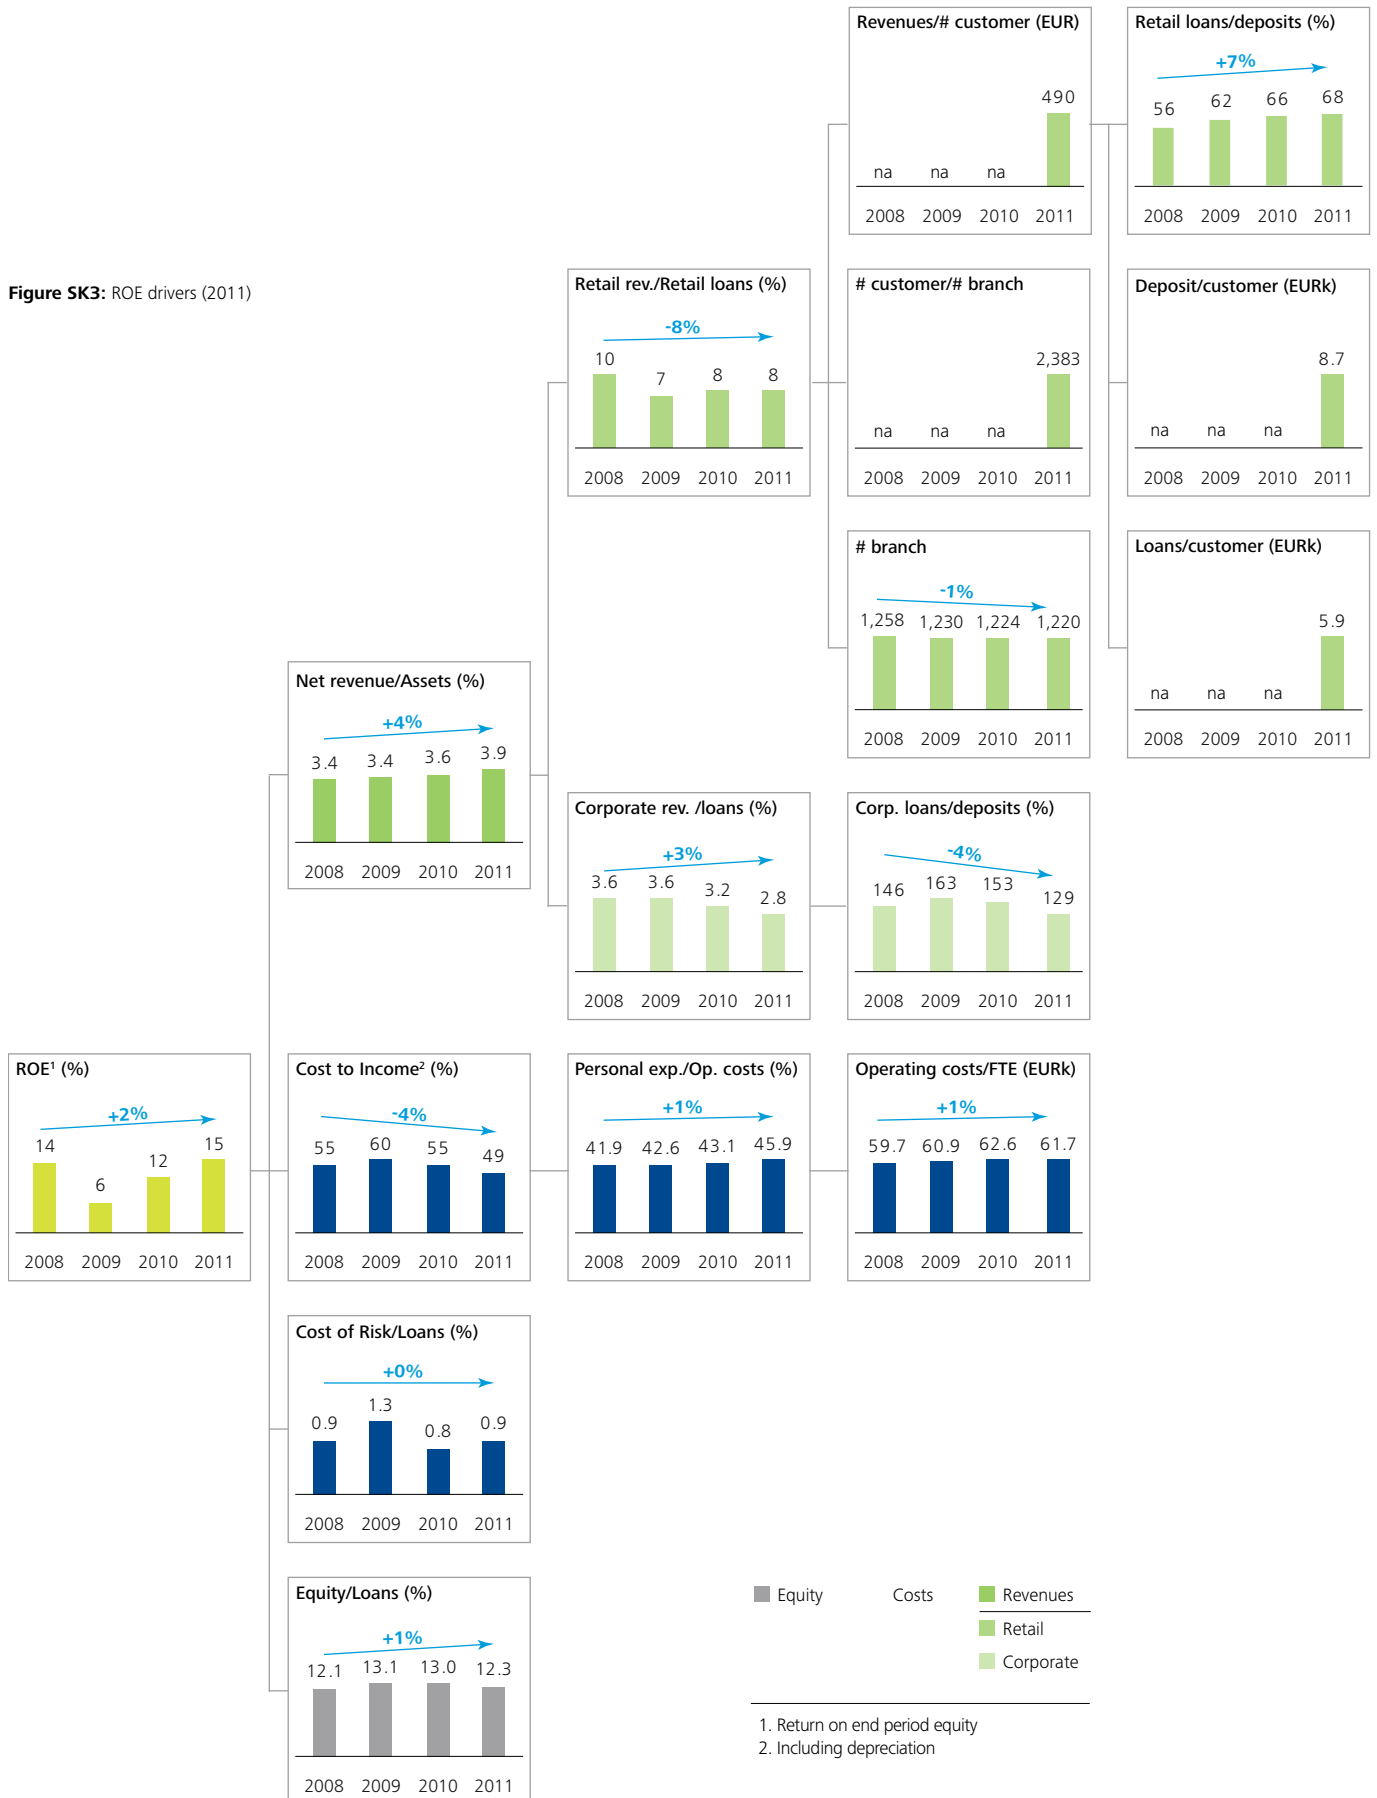 Revenues/# customer (EUR)
490
na na na
2008 2009 2010 2011
Retail loans/deposits (%)
+7%
56 62 66 68
2008 2009 2010 2011
Figure SK3: ROE drivers (2011)
Retail rev./Retail loans (%)
-8%
10 7 8 8
2008 2009 2010 2011
# customer/# branch
2,383
na na na
2008 2009 2010 2011
Deposit/customer (EURk)
8.7
na na na
2008 2009 2010 2011
# branch
-1%
1,258 1,230 1,224 1,220
2008 2009 2010 2011
Loans/customer (EURk)
5.9
na na na
2008 2009 2010 2011
Net revenue/Assets (%)
+4%
3.4 3.4 3.6 3.9
2008 2009 2010 2011
Corporate rev. /loans (%)
+3%
3.6 3.6 3.2 2.8
2008 2009 2010 2011
Corp. loans/deposits (%)
-4%
146 163 153 129
2008 2009 2010 2011
ROE¹ (%)
+2%
14 6 12 15
2008 2009 2010 2011
Cost to Income² (%)
-4%
55 60 55 49
2008 2009 2010 2011
Personal exp./Op. costs (%)
+1%
41.9 42.6 43.1 45.9
2008 2009 2010 2011
Operating costs/FTE (EURk)
+1%
59.7 60.9 62.6 61.7
2008 2009 2010 2011
Cost of Risk/Loans (%)
+0%
0.9 1.3 0.8 0.9
2008 2009 2010 2011
Equity/Loans (%)
+1%
12.1 13.1 13.0 12.3
2008 2009 2010 2011
Equity Costs Revenues
Retail
Corporate
1. Return on end period equity
2. Including depreciation